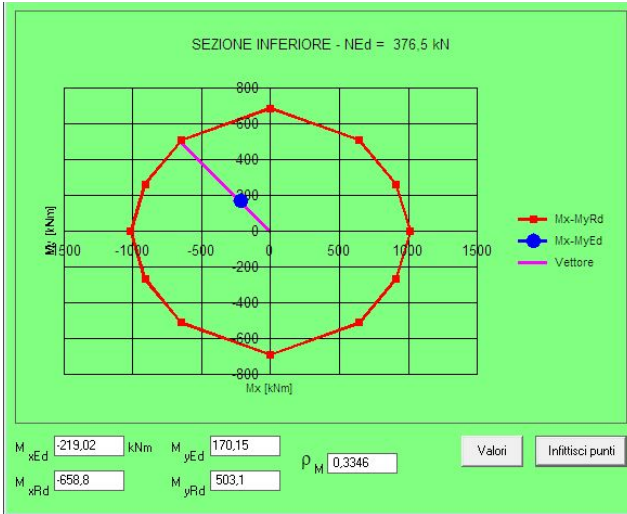 SEZIONE INFERIORE - NEd = 376,5 kN
800
600
400
200
0
-1500 -1000 -500 0 500 1000 1500
-200
-400
-600
-800
[kNm]
Mx [kNm]
Mx-MyRd
Mx-MyEd
Vettore
M xEd -219,02 kNm M yEd 170,15
ρ M 0,3346
Valori Infittisci punti
M xRd -658,8 M yRd 503,1